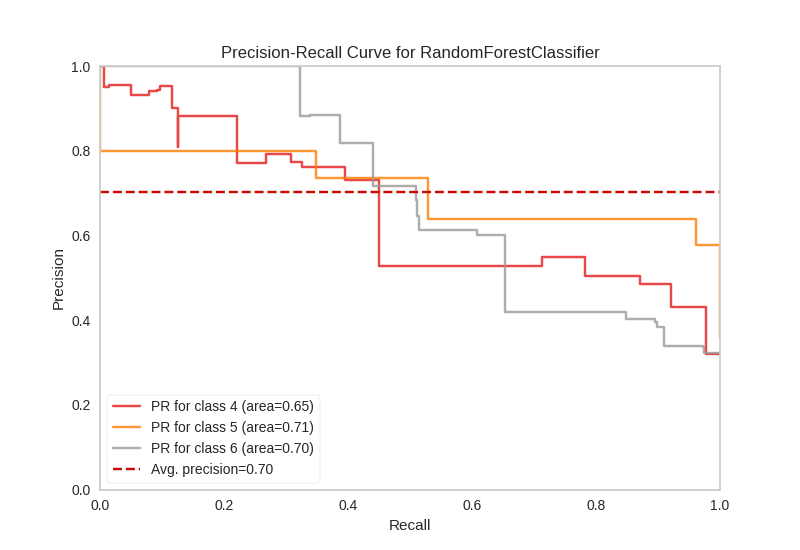 Precision-Recall Curve for RandomForestClassifier
1.0
0.8
0.6
0.4
0.2
0.0
Precision
PR for class 4 (area=0.65)
PR for class 5 (area=0.71)
PR for class 6 (area=0.70)
Avg. precision=0.70
0.0 0.2 0.4 0.6 0.8 1.0
Recall